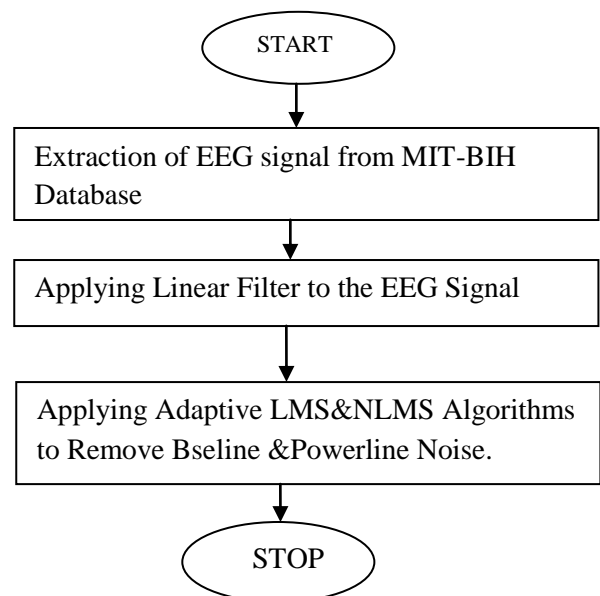 START
Extraction of EEG signal from MIT-BIH
Database
Applying Linear Filter to the EEG Signal
Applying Adaptive LMS&NLMS Algorithms
to Remove Bseline &Powerline Noise.
STOP